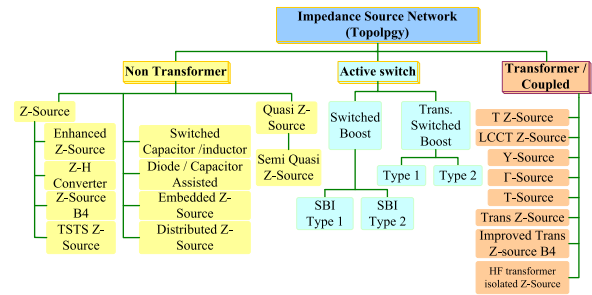 Impedance Source Network
(Topolpgy)
Non Transformer
Active switch
Transformer /
Coupled
Z-Source
Enhanced
Z-Source
Z-H
Converter
Z-Source
B4
TSTS Z-
Source
Switched
Capacitor /inductor
Diode / Capacitor
Assisted
Embedded Z-
Source
Distributed Z-
Source
Quasi Z-
Source
Semi Quasi
Z-Source
Switched
Boost
SBI
Type 1
SBI
Type 2
Trans.
Switched
Boost
Type 1
Type 2
T Z-Source
LCCT Z-Source
Y-Source
Γ-Source
T-Source
Trans Z-Source
Improved Trans
Z-source B4
HF transformer
isolated Z-Source